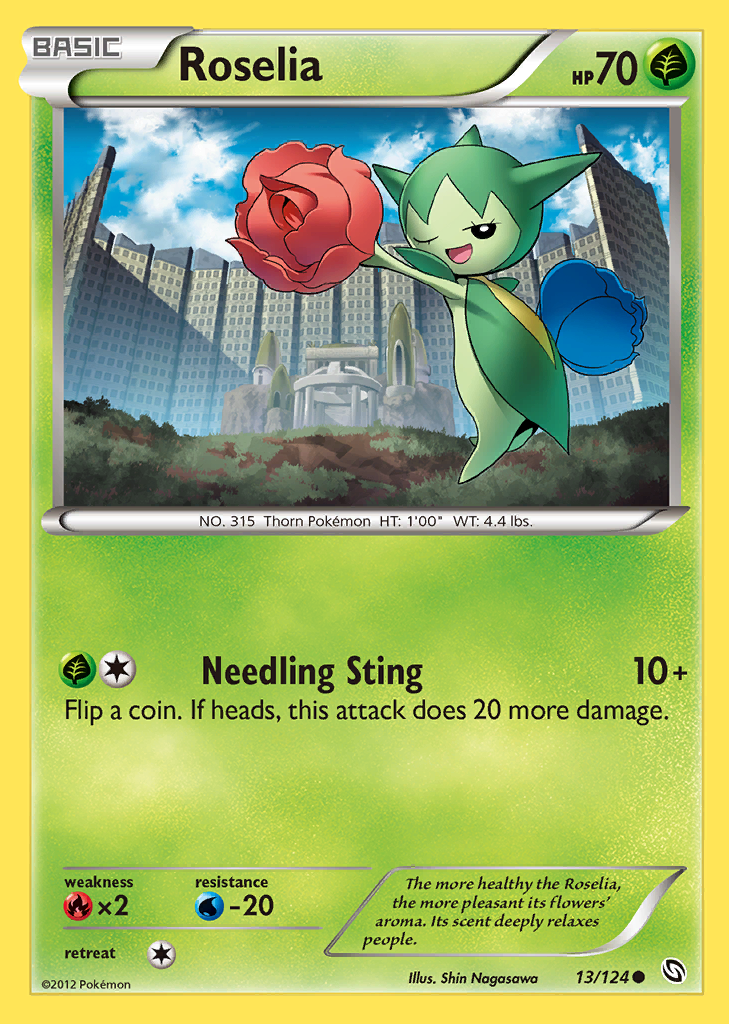 BASIC
Roselia
HP70
NO. 315 Thorn Pokémon HT: 1'00" WT: 4.4 lbs.
Needling Sting 10+
Flip a coin. If heads, this attack does 20 more damage.
weakness
×2
resistance
-20
retreat
The more healthy the Roselia,
the more pleasant its flowers'
aroma. Its scent deeply relaxes
people.
©2012 Pokémon
Illus. Shin Nagasawa
13/124